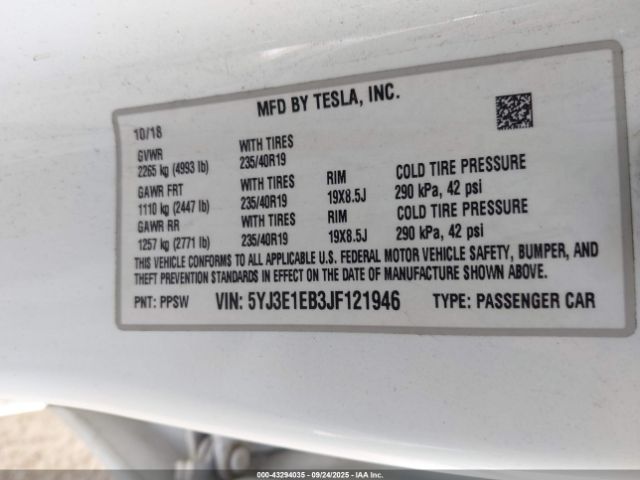 MFD BY TESLA, INC.
10/18
GVWR WITH TIRES
2265 kg (4993 lb) 235/40R19
GAWR FRT WITH TIRES RIM COLD TIRE PRESSURE
1110 kg (2447 lb) 235/40R19 19X8.5J 290 kPa, 42 psi
GAWR RR WITH TIRES RIM COLD TIRE PRESSURE
1257 kg (2771 lb) 235/40R19 19X8.5J 290 kPa, 42 psi
THIS VEHICLE CONFORMS TO ALL APPLICABLE U.S. FEDERAL MOTOR VEHICLE SAFETY, BUMPER, AND
THEFT PREVENTION STANDARDS IN EFFECT ON THE DATE OF MANUFACTURE SHOWN ABOVE.
PNT: PPSW VIN: 5YJ3E1EB3JF121946 TYPE: PASSENGER CAR
000-43294035 - 09/24/2025 - IAA Inc.